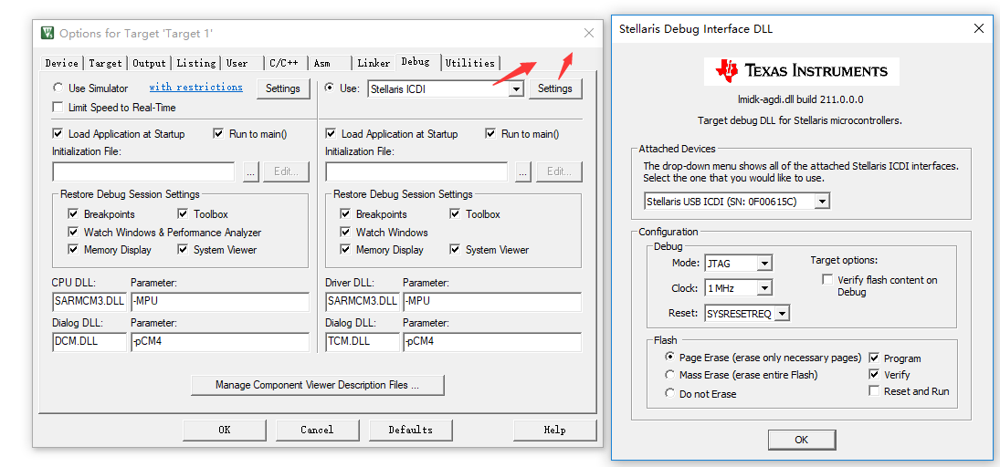 Options for Target 'Target 1'
Device Target Output Listing User C/C++ Asm Linker Debug Utilities
Use Simulator with restrictions Settings
Limit Speed to Real-Time
Use: Stellaris ICDI Settings
Load Application at Startup Run to main()
Initialization File:
... Edit...
Load Application at Startup Run to main()
Initialization File:
... Edit...
Restore Debug Session Settings
Breakpoints Toolbox
Watch Windows & Performance Analyzer
Memory Display System Viewer
Restore Debug Session Settings
Breakpoints Toolbox
Watch Windows
Memory Display System Viewer
CPU DLL: Parameter:
SARMCM3.DLL -MPU
Dialog DLL: Parameter:
DCM.DLL -pCM4
Driver DLL: Parameter:
SARMCM3.DLL -MPU
Dialog DLL: Parameter:
TCM.DLL -pCM4
Manage Component Viewer Description Files ...
OK Cancel Defaults Help
Stellaris Debug Interface DLL
TEXAS INSTRUMENTS
lmidk-agdi.dll build 211.0.0.0
Target debug DLL for Stellaris microcontrollers.
Attached Devices
The drop-down menu shows all of the attached Stellaris ICDI interfaces.
Select the one that you would like to use.
Stellaris USB ICDI (SN: 0F00615C)
Configuration
Debug
Mode: JTAG
Clock: 1 MHz
Reset: SYSRESETREQ
Target options:
Verify flash content on
Debug
Flash
Page Erase (erase only necessary pages) Program
Mass Erase (erase entire Flash) Verify
Do not Erase Reset and Run
OK